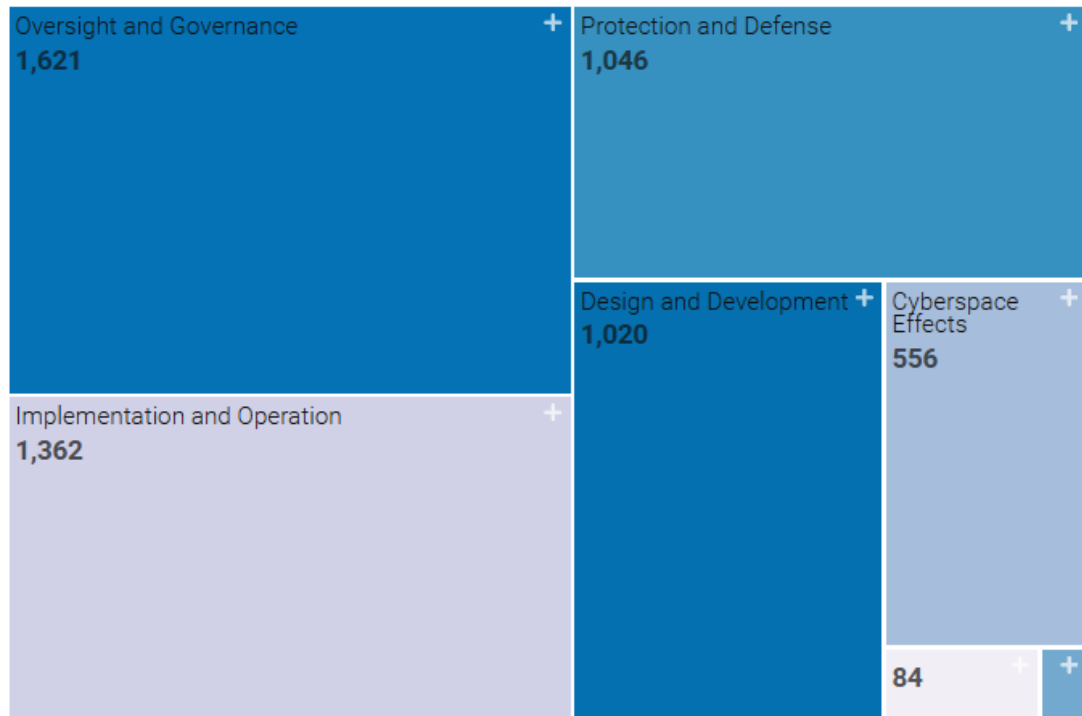 Oversight and Governance +
1,621
Protection and Defense +
1,046
Implementation and Operation +
1,362
Design and Development +
1,020
Cyberspace +
Effects
556
+
84
+